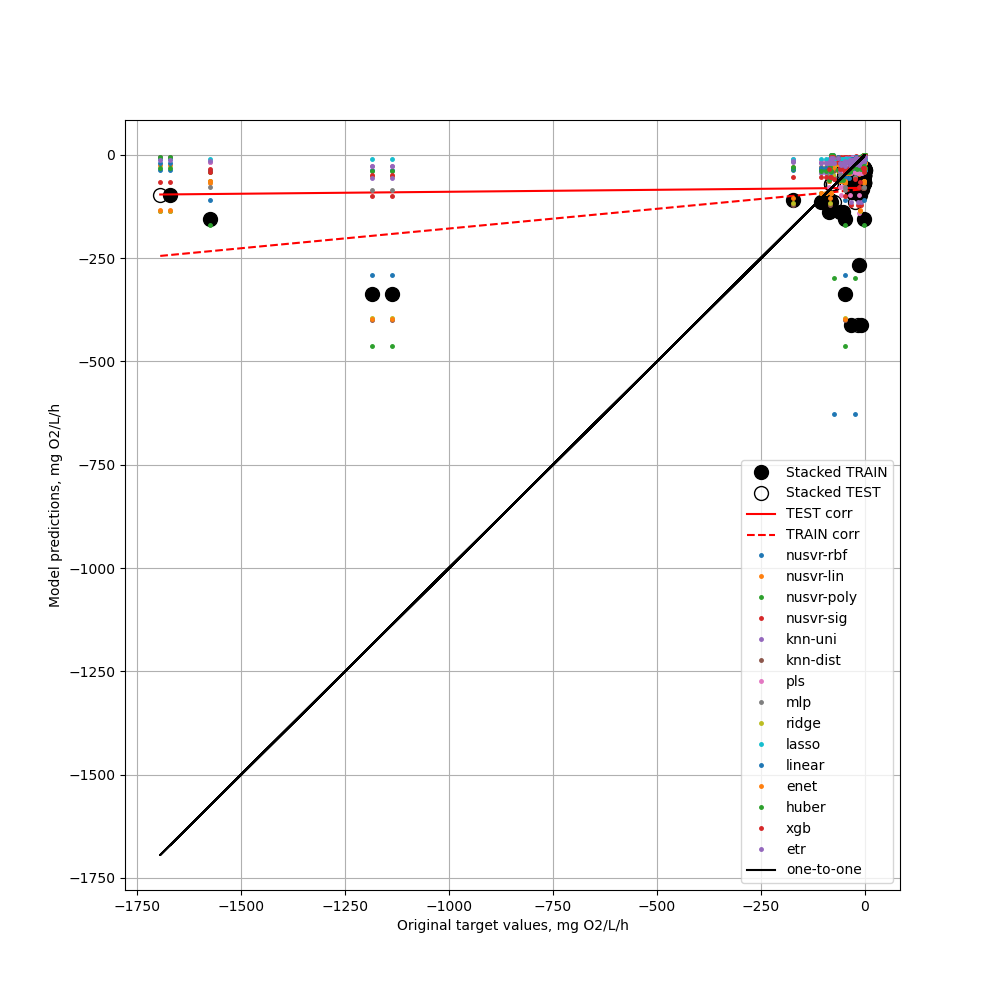 0
−250
−500
−750
−1000
−1250
−1500
−1750
Model predictions, mg O2/L/h
Stacked TRAIN
Stacked TEST
TEST corr
TRAIN corr
nusvr-rbf
nusvr-lin
nusvr-poly
nusvr-sig
knn-uni
knn-dist
pls
mlp
ridge
lasso
linear
enet
huber
xgb
etr
one-to-one
−1750 −1500 −1250 −1000 −750 −500 −250 0
Original target values, mg O2/L/h